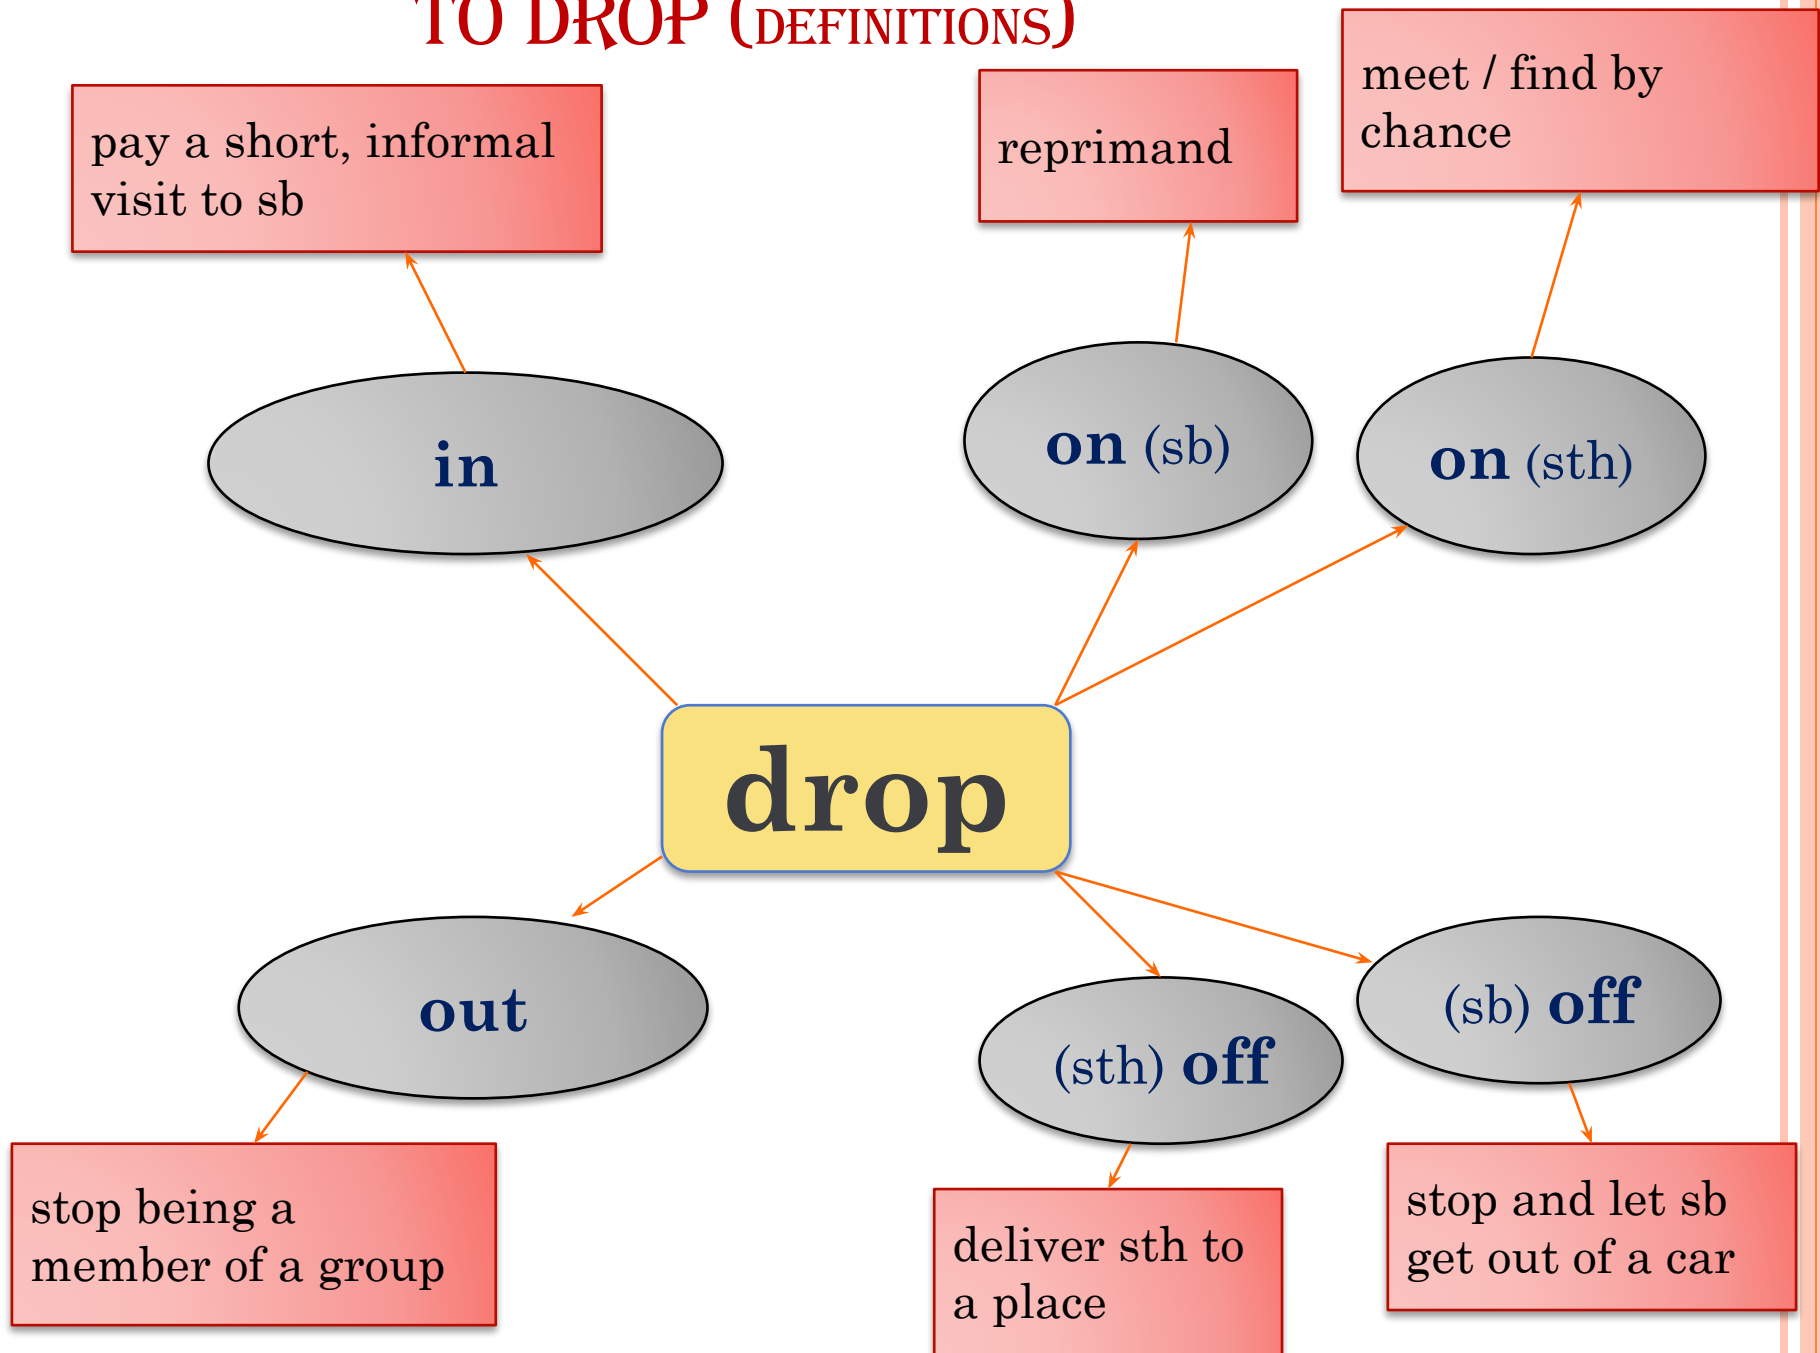 TO DROP (DEFINITIONS)
pay a short, informal
visit to sb
reprimand
meet / find by
chance
in
on (sb)
on (sth)
drop
out
(sth) off
(sb) off
stop being a
member of a group
deliver sth to
a place
stop and let sb
get out of a car